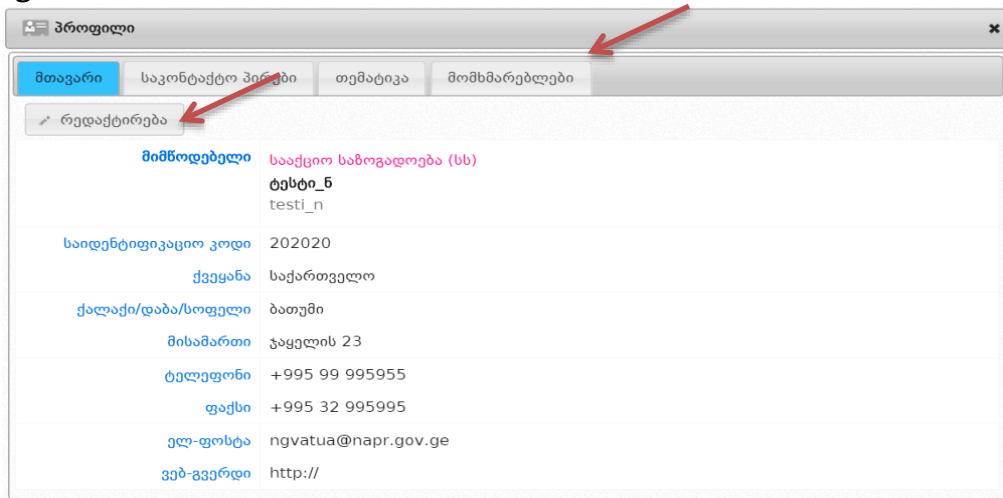 პროფილი
მთავარი საკონტაქტო პირები თემატიკა მომხმარებლები
რედაქტირება
მიმწოდებელი სააქციო საზოგადოება (სს)
ტესტი_ნ
testi_n
საიდენტიფიკაციო კოდი 202020
ქვეყანა საქართველო
ქალაქი/დაბა/სოფელი ბათუმი
მისამართი ჯაყელის 23
ტელეფონი +995 99 995955
ფაქსი +995 32 995995
ელ-ფოსტა ngvatua@napr.gov.ge
ვებ-გვერდი http://